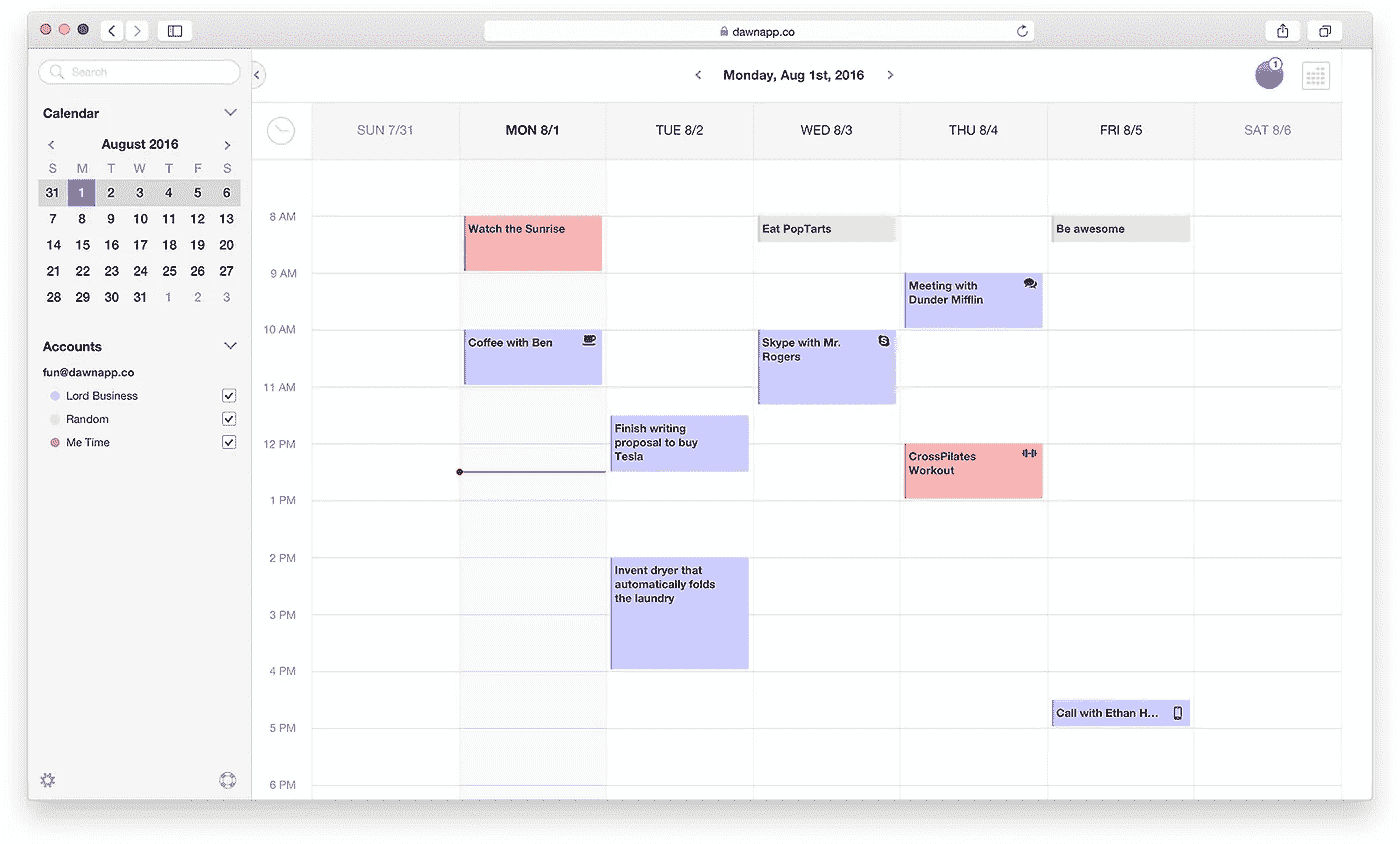 dawnapp.co
Search
Monday, Aug 1st, 2016
1
Calendar
August 2016
S M T W T F S
31 1 2 3 4 5 6
7 8 9 10 11 12 13
14 15 16 17 18 19 20
21 22 23 24 25 26 27
28 29 30 31 1 2 3
Accounts
fun@dawnapp.co
Lord Business
Random
Me Time
SUN 7/31
MON 8/1
TUE 8/2
WED 8/3
THU 8/4
FRI 8/5
SAT 8/6
8 AM
9 AM
10 AM
11 AM
12 PM
1 PM
2 PM
3 PM
4 PM
5 PM
6 PM
Watch the Sunrise
Coffee with Ben
Finish writing
proposal to buy
Tesla
Invent dryer that
automatically folds
the laundry
Eat PopTarts
Skype with Mr.
Rogers
Meeting with
Dunder Mifflin
CrossPilates
Workout
Be awesome
Call with Ethan H...